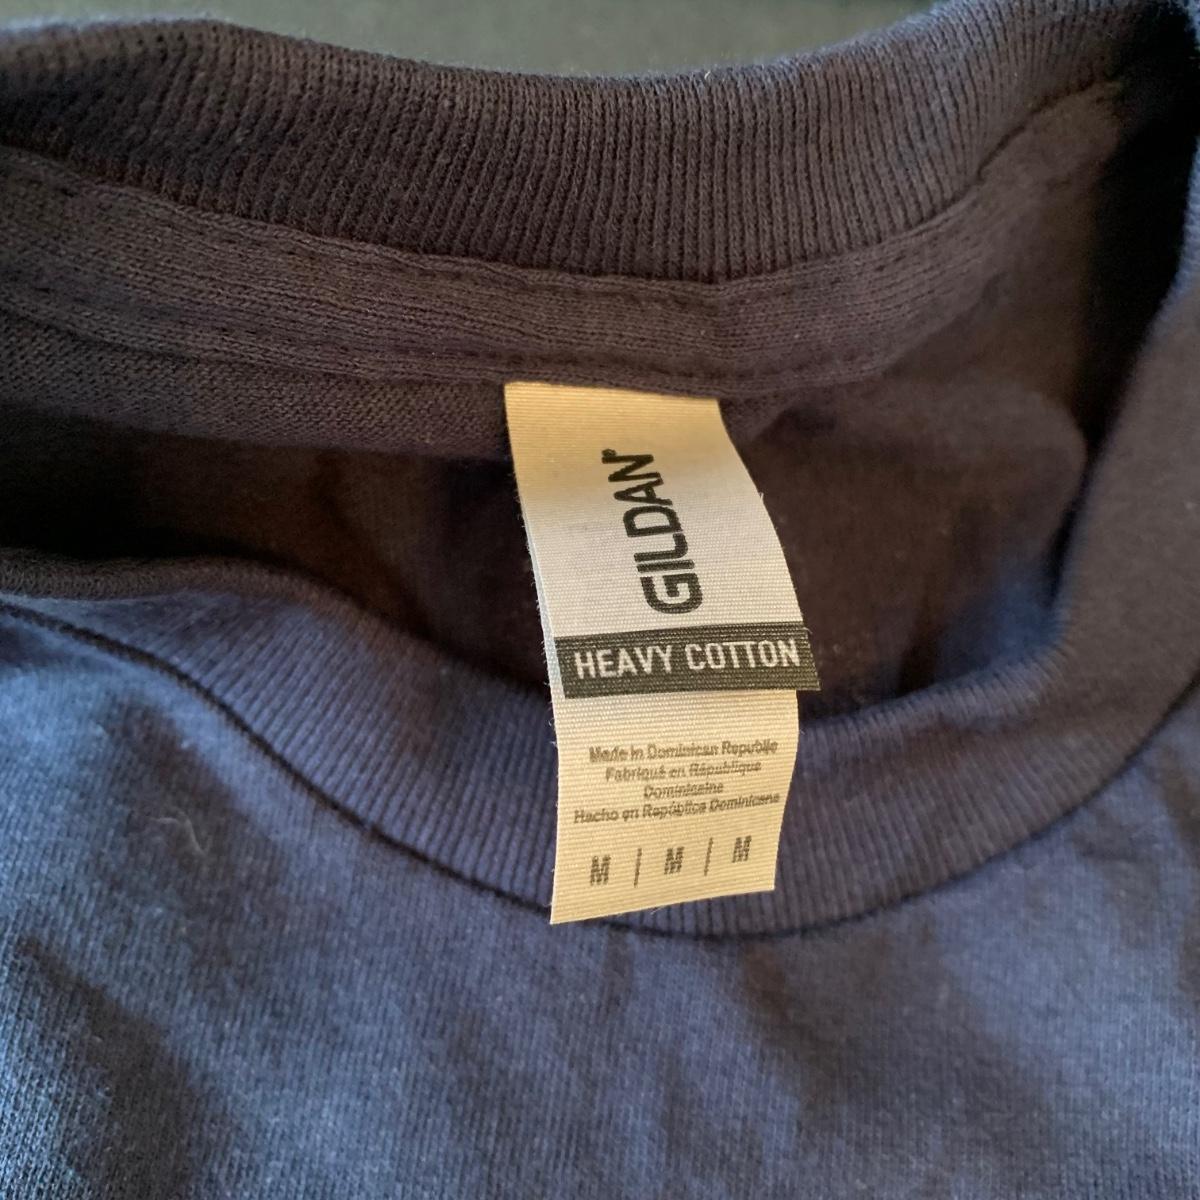 GILDAN
HEAVY COTTON
Made in Dominican Republic
Fabriqué en République
Dominicaine
Hecho en República Dominicana
M | M | M